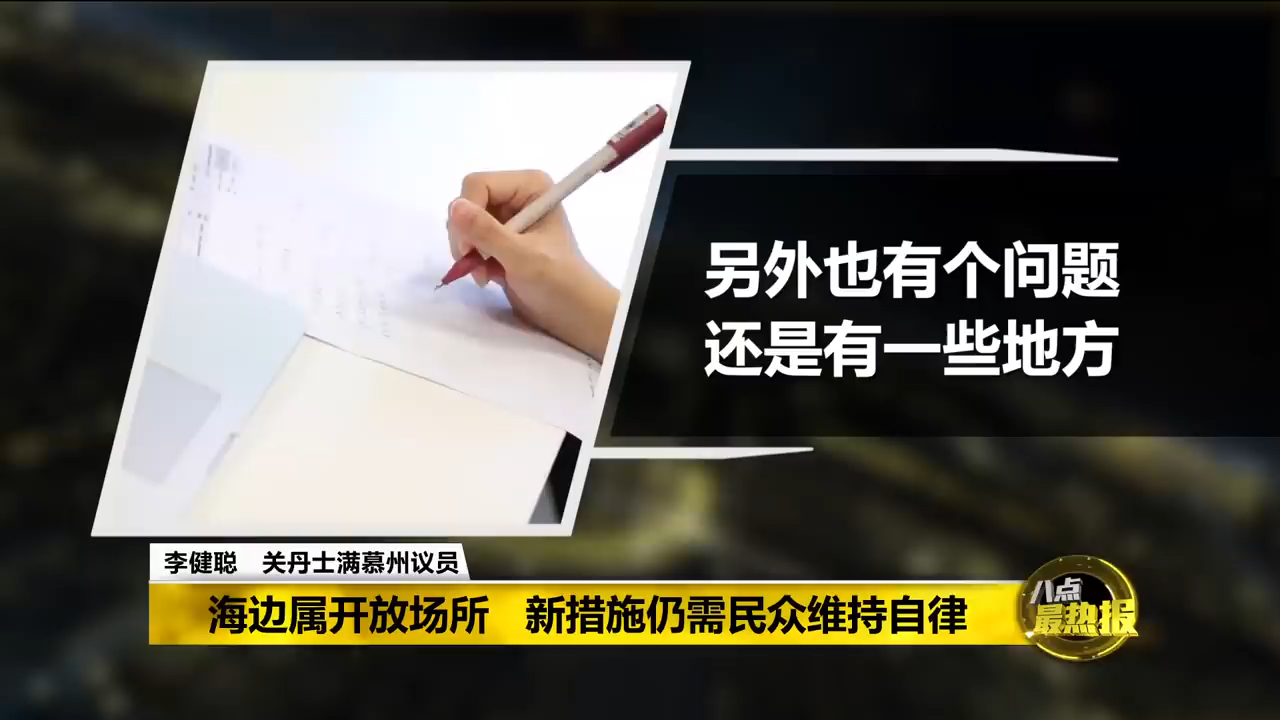 另外也有个问题
还是有一些地方
李健聪 关丹士满慕州议员
海边属开放场所 新措施仍需民众维持自律
八点
最热报